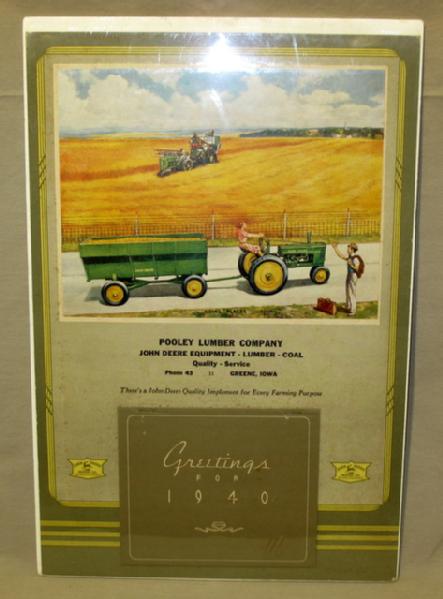 POOLEY LUMBER COMPANY
JOHN DEERE EQUIPMENT - LUMBER - COAL
Quality - Service
Phone 43 :: GREENE, IOWA
There's a John Deere Quality Implement for Every Farming Purpose
Greetings
FOR
1940